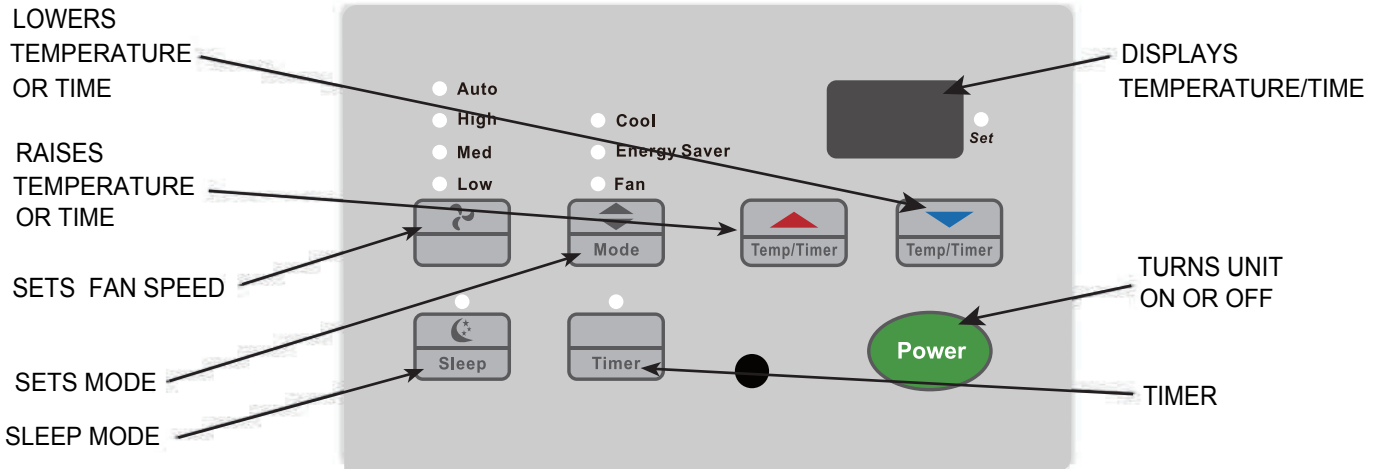 LOWERS
TEMPERATURE
OR TIME
RAISES
TEMPERATURE
OR TIME
SETS FAN SPEED
SETS MODE
SLEEP MODE
Auto
High
Med
Low
Cool
Energy Saver
Fan
Set
Mode
Temp/Timer
Temp/Timer
Sleep
Timer
Power
DISPLAYS
TEMPERATURE/TIME
TURNS UNIT
ON OR OFF
TIMER